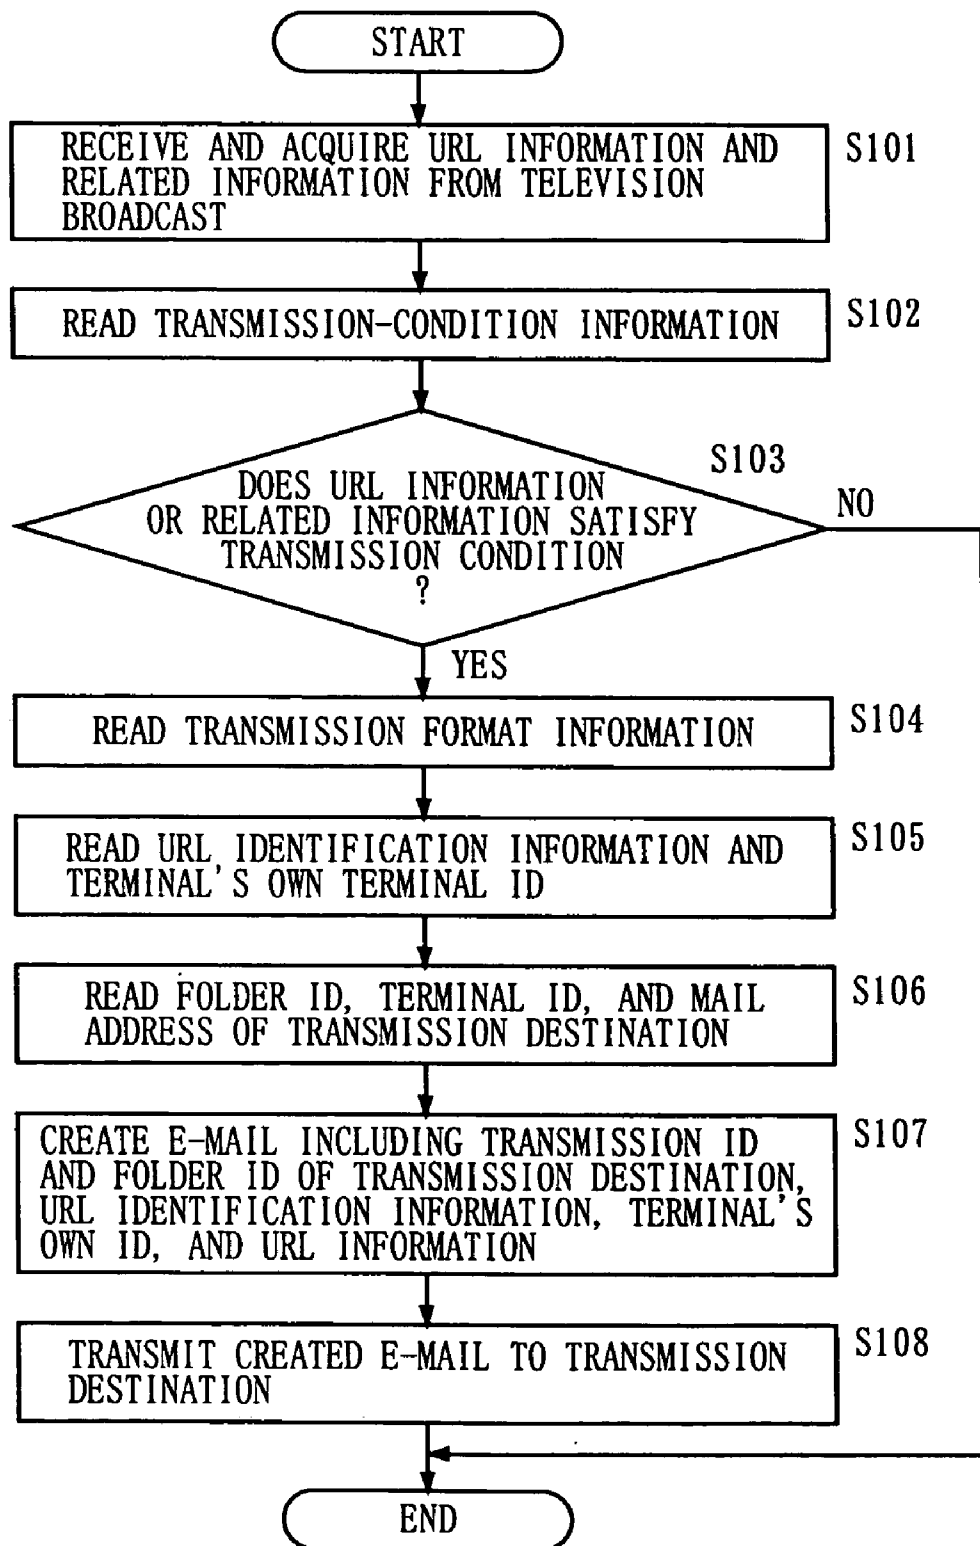 START
RECEIVE AND ACQUIRE URL INFORMATION AND
RELATED INFORMATION FROM TELEVISION
BROADCAST
S101
READ TRANSMISSION-CONDITION INFORMATION
S102
S103
DOES URL INFORMATION
OR RELATED INFORMATION SATISFY
TRANSMISSION CONDITION
?
NO
YES
READ TRANSMISSION FORMAT INFORMATION
S104
READ URL IDENTIFICATION INFORMATION AND
TERMINAL'S OWN TERMINAL ID
S105
READ FOLDER ID, TERMINAL ID, AND MAIL
ADDRESS OF TRANSMISSION DESTINATION
S106
CREATE E-MAIL INCLUDING TRANSMISSION ID
AND FOLDER ID OF TRANSMISSION DESTINATION,
URL IDENTIFICATION INFORMATION, TERMINAL'S
OWN ID, AND URL INFORMATION
S107
TRANSMIT CREATED E-MAIL TO TRANSMISSION
DESTINATION
S108
END